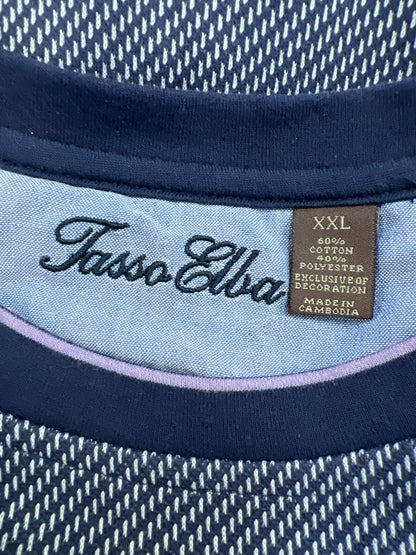 Tasso Elba
XXL
60%
COTTON
40%
POLYESTER
EXCLUSIVE OF
DECORATION
MADE IN
CAMBODIA